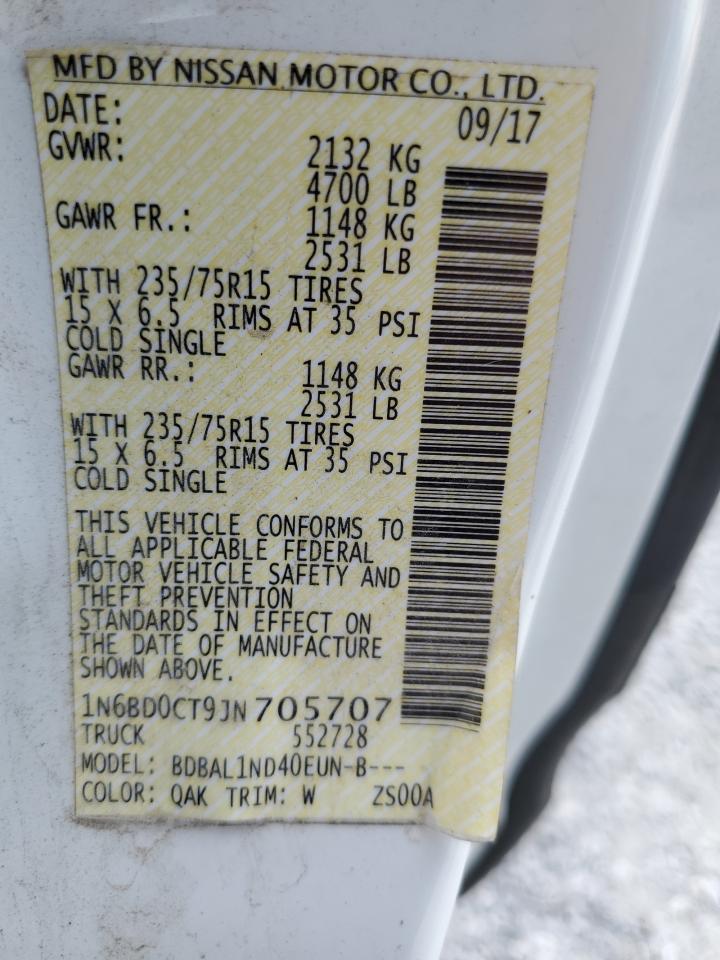 MFD BY NISSAN MOTOR CO., LTD.
DATE: 09/17
GVWR: 2132 KG
4700 LB
GAWR FR.: 1148 KG
2531 LB
WITH 235/75R15 TIRES
15 X 6.5 RIMS AT 35 PSI
COLD SINGLE
GAWR RR.: 1148 KG
2531 LB
WITH 235/75R15 TIRES
15 X 6.5 RIMS AT 35 PSI
COLD SINGLE
THIS VEHICLE CONFORMS TO
ALL APPLICABLE FEDERAL
MOTOR VEHICLE SAFETY AND
THEFT PREVENTION
STANDARDS IN EFFECT ON
THE DATE OF MANUFACTURE
SHOWN ABOVE.
1N6BD0CT9JN705707
TRUCK 552728
MODEL: BDBAL1ND40EUN-B---
COLOR: QAK TRIM: W ZS00A